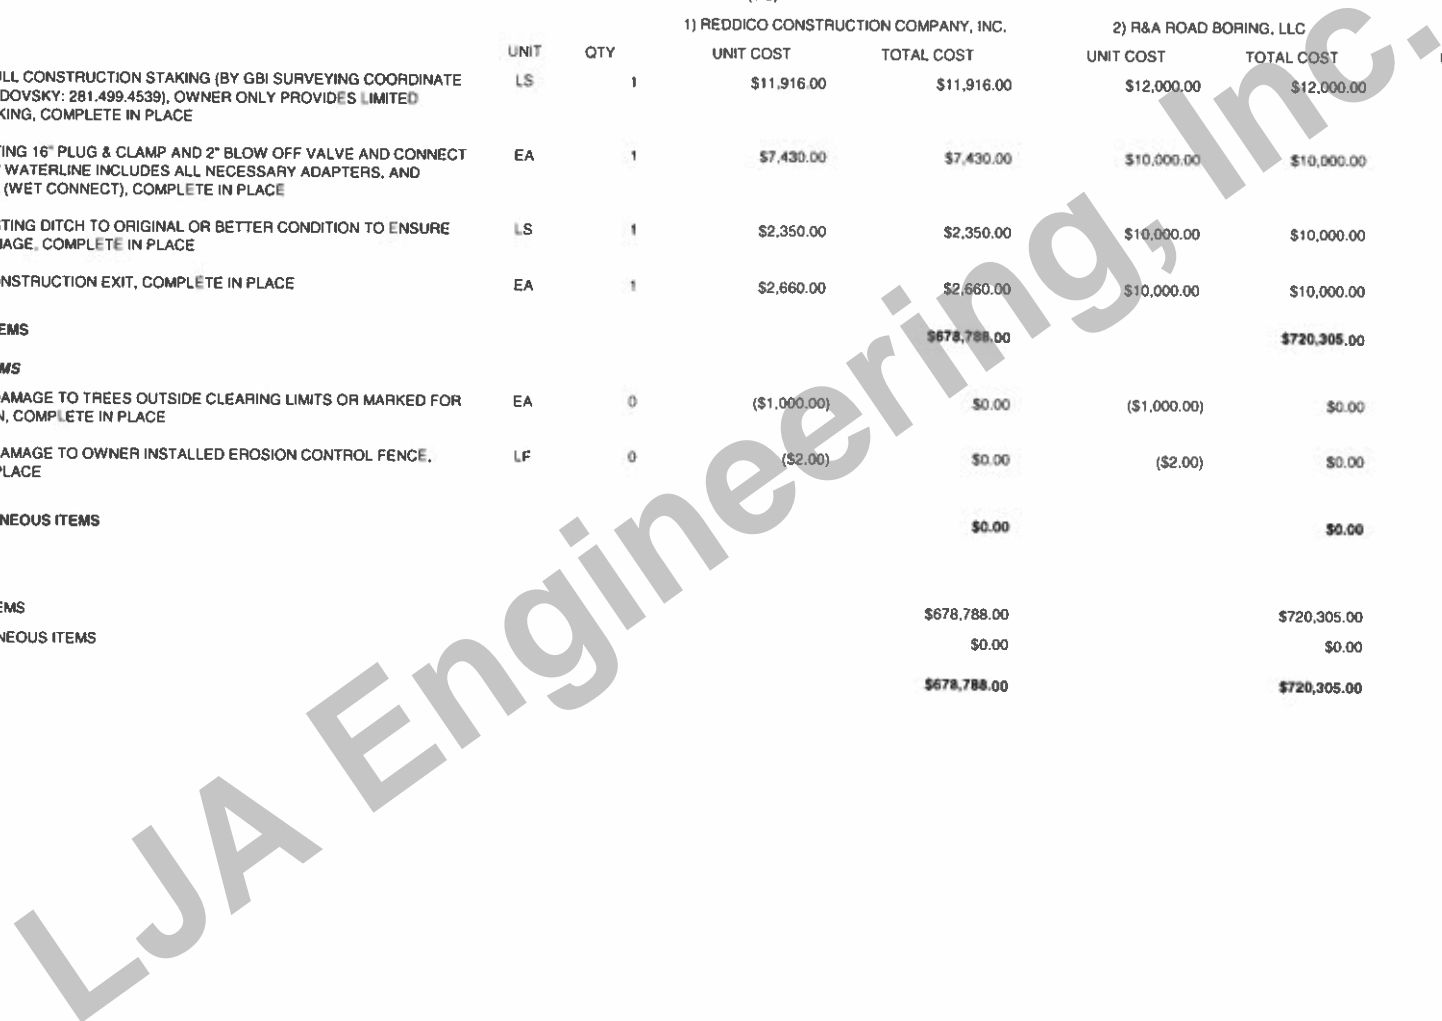 1) REDDICO CONSTRUCTION COMPANY, INC. 2) R&A ROAD BORING, LLC
UNIT QTY UNIT COST TOTAL COST UNIT COST TOTAL COST
LL CONSTRUCTION STAKING (BY GBI SURVEYING COORDINATE LS 1 $11,916.00 $11,916.00 $12,000.00 $12,000.00
DOVSKY: 281.499.4539), OWNER ONLY PROVIDES LIMITED
KING, COMPLETE IN PLACE
TING 16" PLUG & CLAMP AND 2" BLOW OFF VALVE AND CONNECT EA 1 $7,430.00 $7,430.00 $10,000.00 $10,000.00
WATERLINE INCLUDES ALL NECESSARY ADAPTERS, AND
(WET CONNECT), COMPLETE IN PLACE
TING DITCH TO ORIGINAL OR BETTER CONDITION TO ENSURE LS 1 $2,350.00 $2,350.00 $10,000.00 $10,000.00
IAGE, COMPLETE IN PLACE
ONSTRUCTION EXIT, COMPLETE IN PLACE EA 1 $2,660.00 $2,660.00 $10,000.00 $10,000.00
EMS $678,788.00 $720,305.00
MS
AMAGE TO TREES OUTSIDE CLEARING LIMITS OR MARKED FOR EA 0 ($1,000.00) $0.00 ($1,000.00) $0.00
N, COMPLETE IN PLACE
AMAGE TO OWNER INSTALLED EROSION CONTROL FENCE, LF 0 ($2.00) $0.00 ($2.00) $0.00
PLACE
NEOUS ITEMS $0.00 $0.00
EMS $678,788.00 $720,305.00
NEOUS ITEMS $0.00 $0.00
$678,788.00 $720,305.00
LJA Engineering, Inc.